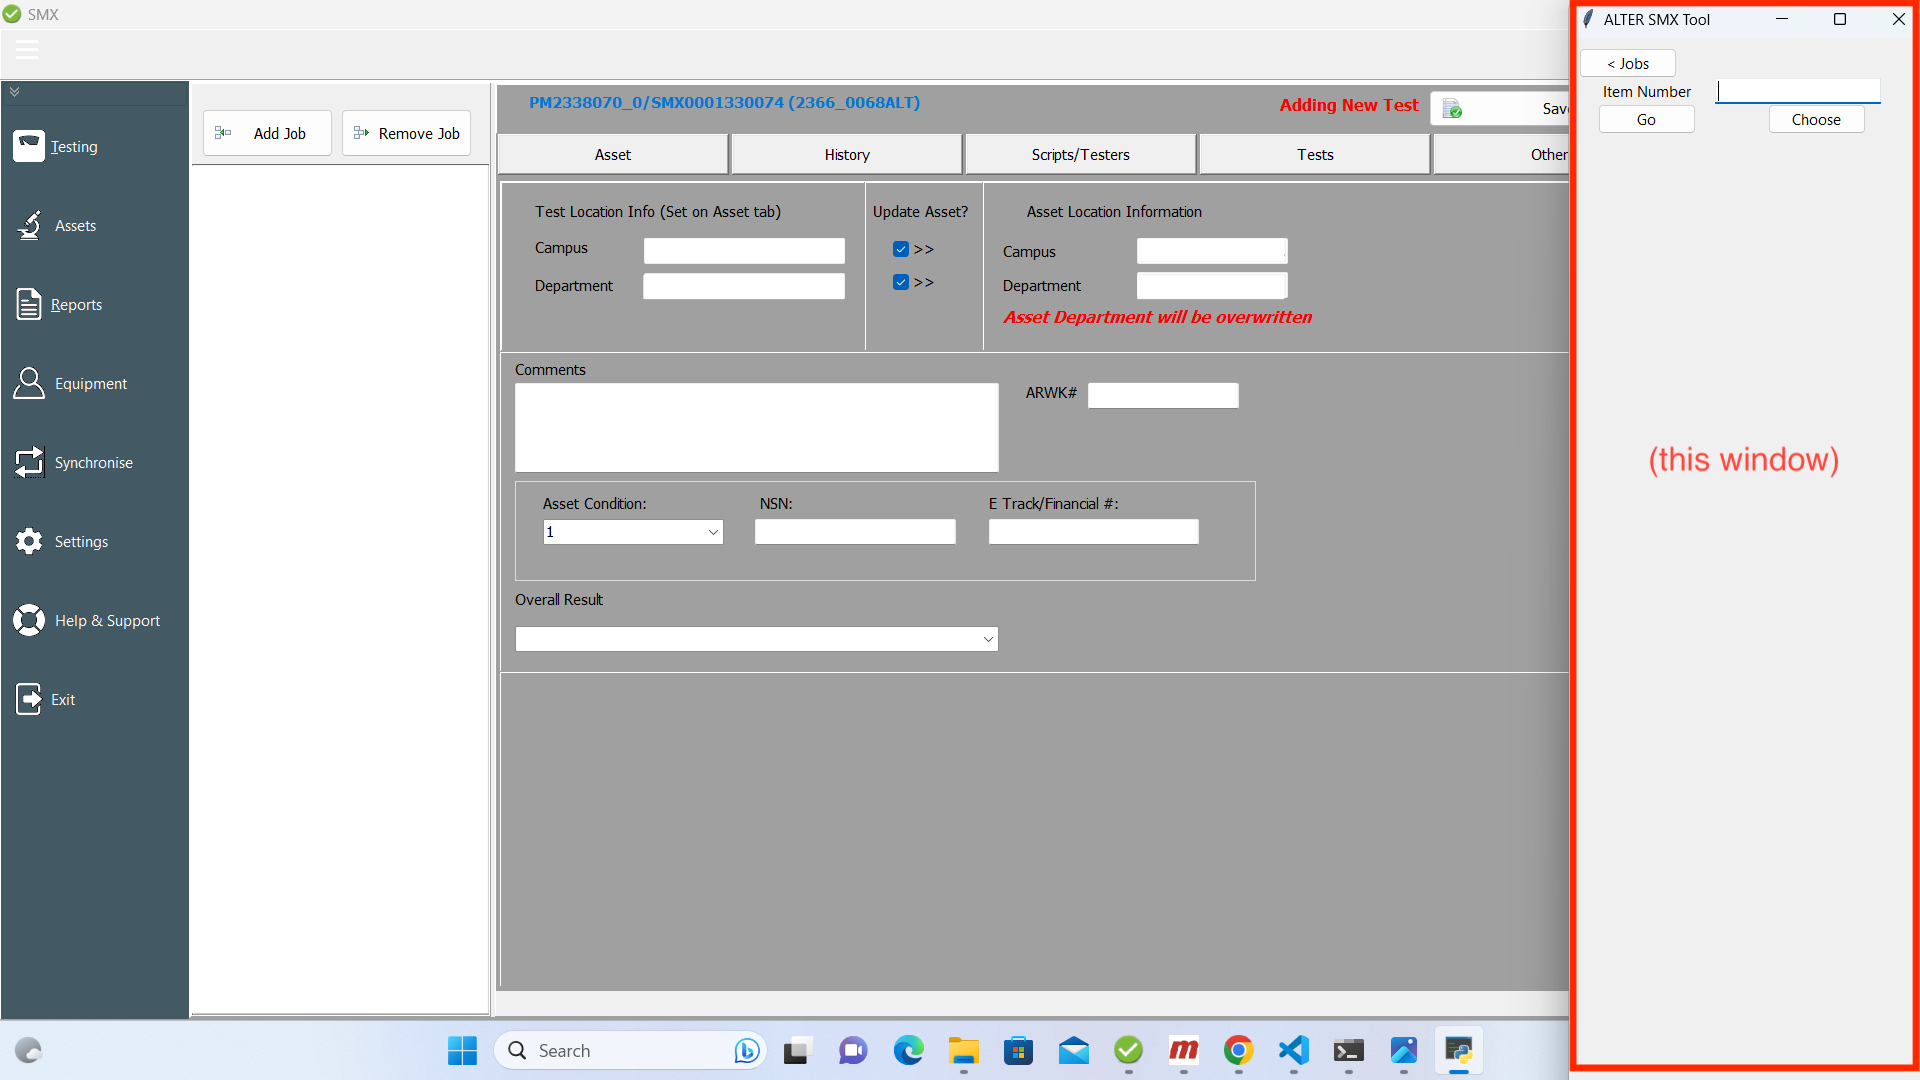 SMX
Testing
Assets
Reports
Equipment
Synchronise
Settings
Help & Support
Exit
Add Job
Remove Job
PM2338070_0/SMX0001330074 (2366_0068ALT)
Adding New Test
Save
Asset
History
Scripts/Testers
Tests
Other
Test Location Info (Set on Asset tab)
Update Asset?
Asset Location Information
Campus
>>
Campus
Department
>>
Department
Asset Department will be overwritten
Comments
ARWK#
Asset Condition:
NSN:
E Track/Financial #:
1
Overall Result
ALTER SMX Tool
< Jobs
Item Number
Go
Choose
(this window)
Search